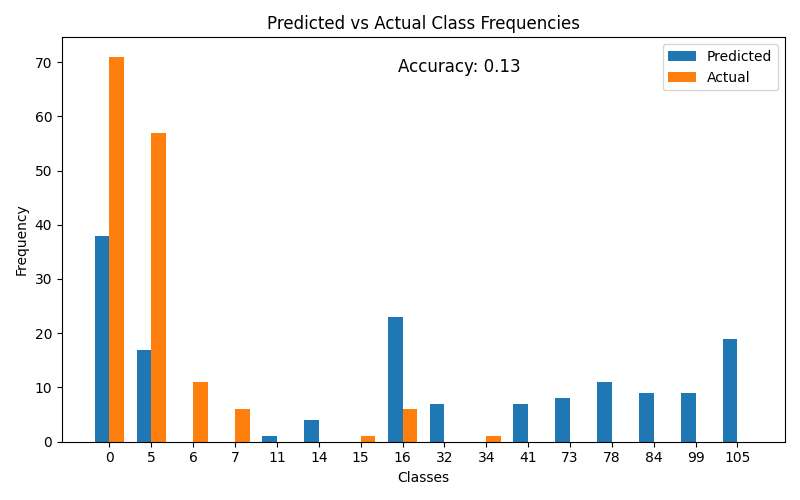 Predicted vs Actual Class Frequencies
Accuracy: 0.13
Predicted
Actual
Frequency
70
60
50
40
30
20
10
0
0 5 6 7 11 14 15 16 32 34 41 73 78 84 99 105
Classes